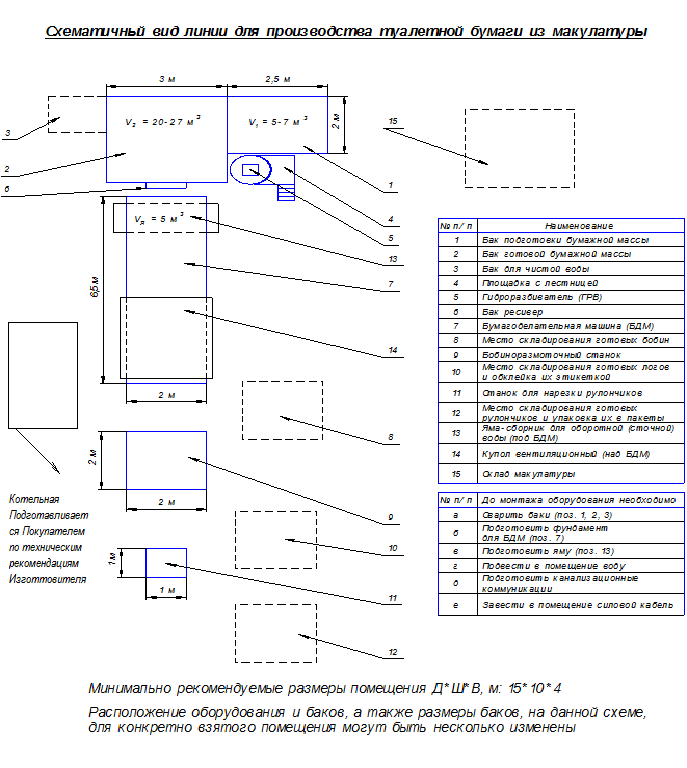 Схематичный вид линии для производства туалетной бумаги из макулатуры
3 м
2,5 м
V2 = 20-27 м3
V1 = 5-7 м3
2 м
15
3
2
6
1
4
5
Vя = 5 м3
13
6,5 м
7
14
2 м
8
2 м
2 м
9
10
1 м
1 м
11
12
Котельная
Подготавливает
ся Покупателем
по техническим
рекомендациям
Изготтовителя
№ п/п Наименование
1 Бак подготовки бумажной массы
2 Бак готовой бумажной массы
3 Бак для чистой воды
4 Площадка с лестницей
5 Гидроразбиватель (ГРВ)
6 Бак ресивер
7 Бумагоделательная машина (БДМ)
8 Место складирования готовых бобин
9 Бобиноразмоточный станок
10 Место складирования готовых логов
и обклейка их этикеткой
11 Станок для нарезки рулончиков
12 Место складирования готовых
рулончиков и упаковка их в пакеты
13 Яма-сборник для оборотной (сточной)
воды (под БДМ)
14 Купол вентиляционный (над БДМ)
15 Склад макулатуры
№ п/п До монтажа оборудования необходимо
а Сварить баки (поз. 1, 2, 3)
б Подготовить фундамент
для БДМ (поз. 7)
в Подготовить яму (поз. 13)
г Подвести в помещение воду
д Подготовить канализационные
коммуникации
е Завести в помещение силовой кабель
Минимально рекомендуемые размеры помещения Д*Ш*В, м: 15*10*4
Расположение оборудования и баков, а также размеры баков, на данной схеме,
для конкретно взятого помещения могут быть несколько изменены